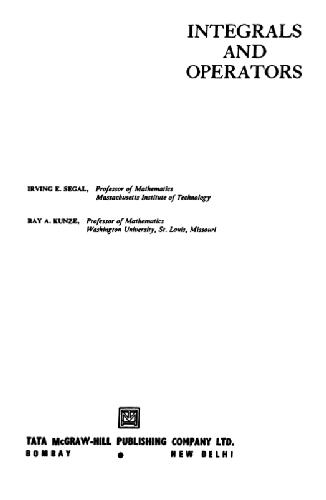 INTEGRALS
AND
OPERATORS
IRVING E. SEGAL, Professor of Mathematics
Massachusetts Institute of Technology
RAY A. KUNZE, Professor of Mathematics
Washington University, St. Louis, Missouri
TATA McGRAW-HILL PUBLISHING COMPANY LTD.
BOMBAY • NEW DELHI